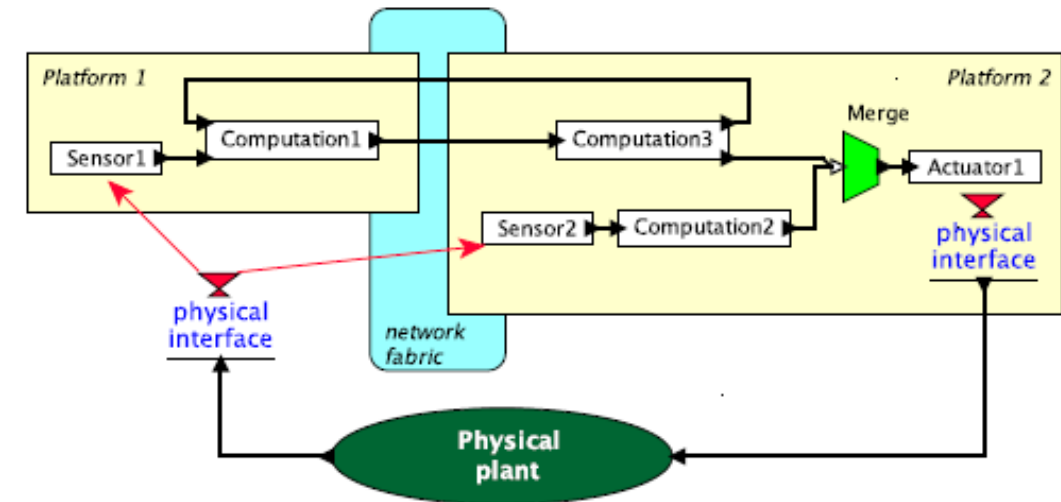 Platform 1
Platform 2
Merge
Computation1
Computation3
Sensor1
Actuator1
Sensor2
Computation2
physical
interface
physical
interface
network
fabric
Physical
plant